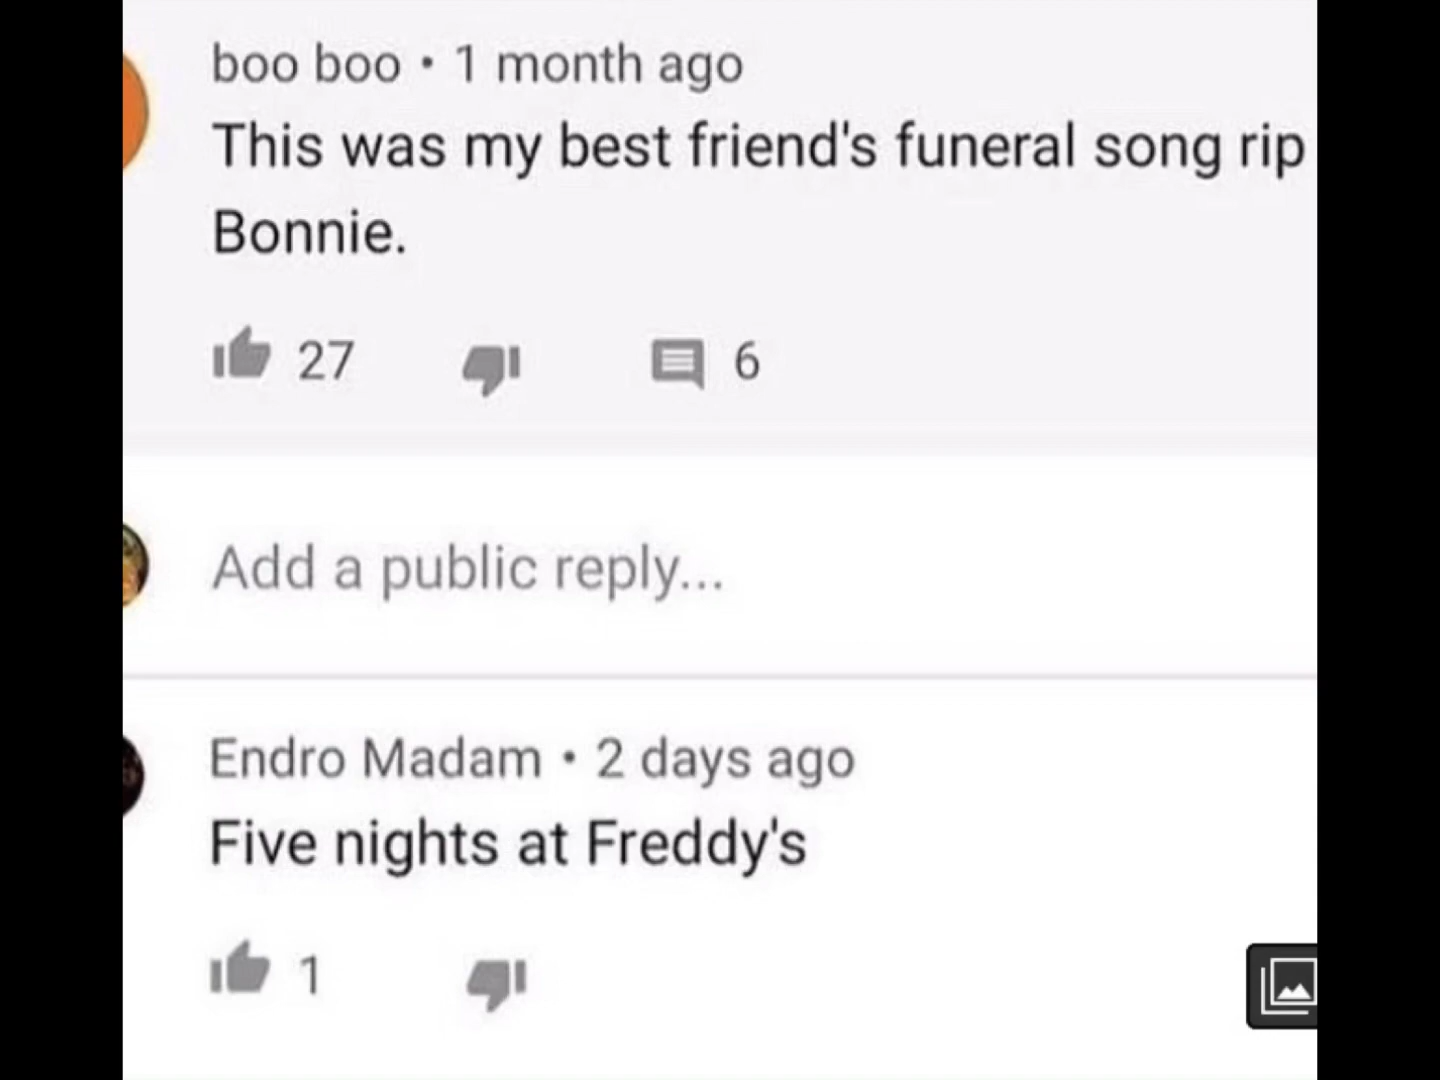 boo boo • 1 month ago
This was my best friend's funeral song rip
Bonnie.
27 6
Add a public reply...
Endro Madam • 2 days ago
Five nights at Freddy's
1